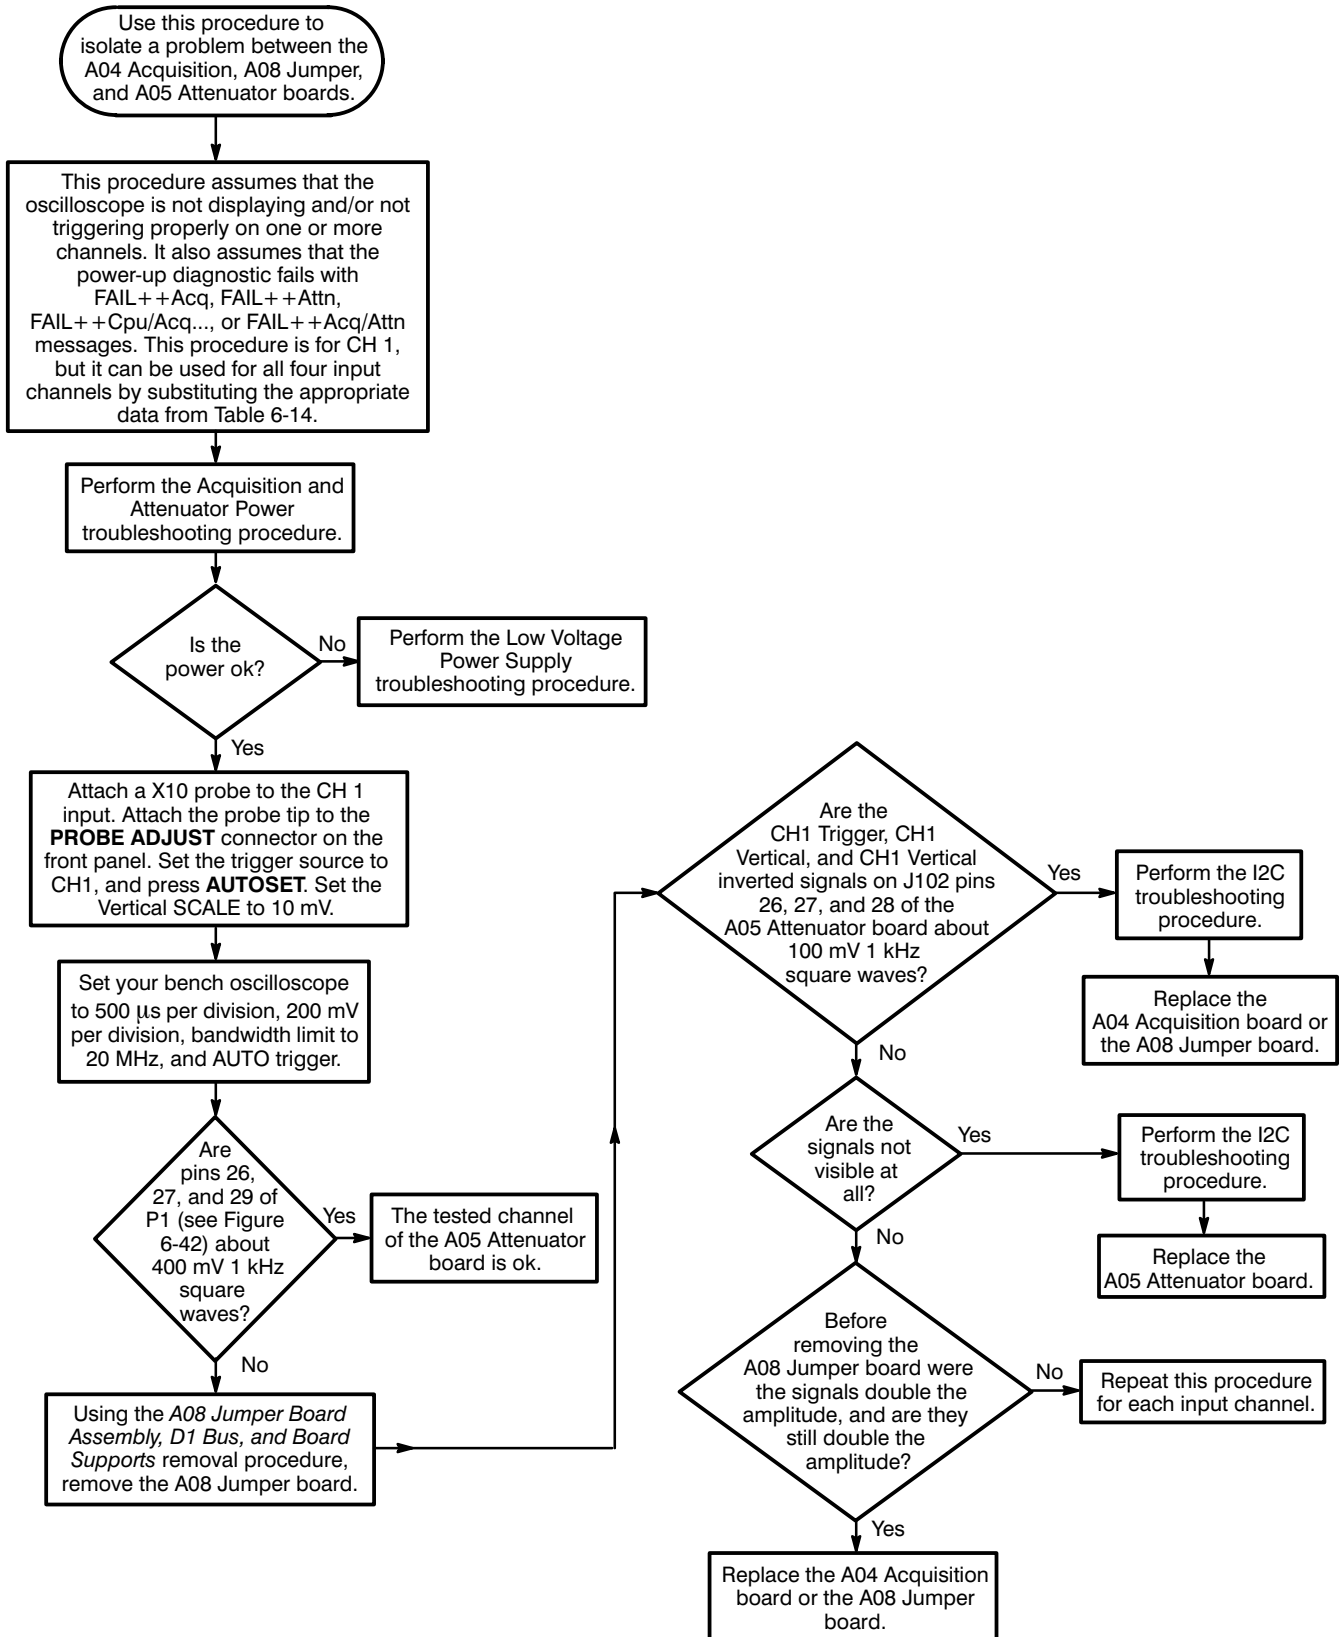 Use this procedure to
isolate a problem between the
A04 Acquisition, A08 Jumper,
and A05 Attenuator boards.
This procedure assumes that the
oscilloscope is not displaying and/or not
triggering properly on one or more
channels. It also assumes that the
power-up diagnostic fails with
FAIL++Acq, FAIL++Attn,
FAIL++Cpu/Acq..., or FAIL++Acq/Attn
messages. This procedure is for CH 1,
but it can be used for all four input
channels by substituting the appropriate
data from Table 6-14.
Perform the Acquisition and
Attenuator Power
troubleshooting procedure.
Is the
power ok?
No
Perform the Low Voltage
Power Supply
troubleshooting procedure.
Yes
Attach a X10 probe to the CH 1
input. Attach the probe tip to the
PROBE ADJUST connector on the
front panel. Set the trigger source to
CH1, and press AUTOSET. Set the
Vertical SCALE to 10 mV.
Set your bench oscilloscope
to 500 μs per division, 200 mV
per division, bandwidth limit to
20 MHz, and AUTO trigger.
Are
pins 26,
27, and 29 of
P1 (see Figure
6-42) about
400 mV 1 kHz
square
waves?
Yes
The tested channel
of the A05 Attenuator
board is ok.
No
Using the A08 Jumper Board
Assembly, D1 Bus, and Board
Supports removal procedure,
remove the A08 Jumper board.
Are the
CH1 Trigger, CH1
Vertical, and CH1 Vertical
inverted signals on J102 pins
26, 27, and 28 of the
A05 Attenuator board about
100 mV 1 kHz
square waves?
Yes
Perform the I2C
troubleshooting
procedure.
Replace the
A04 Acquisition board or
the A08 Jumper board.
No
Are the
signals not
visible at
all?
Yes
Perform the I2C
troubleshooting
procedure.
Replace the
A05 Attenuator board.
No
Before
removing the
A08 Jumper board were
the signals double the
amplitude, and are they
still double the
amplitude?
No
Repeat this procedure
for each input channel.
Yes
Replace the A04 Acquisition
board or the A08 Jumper
board.